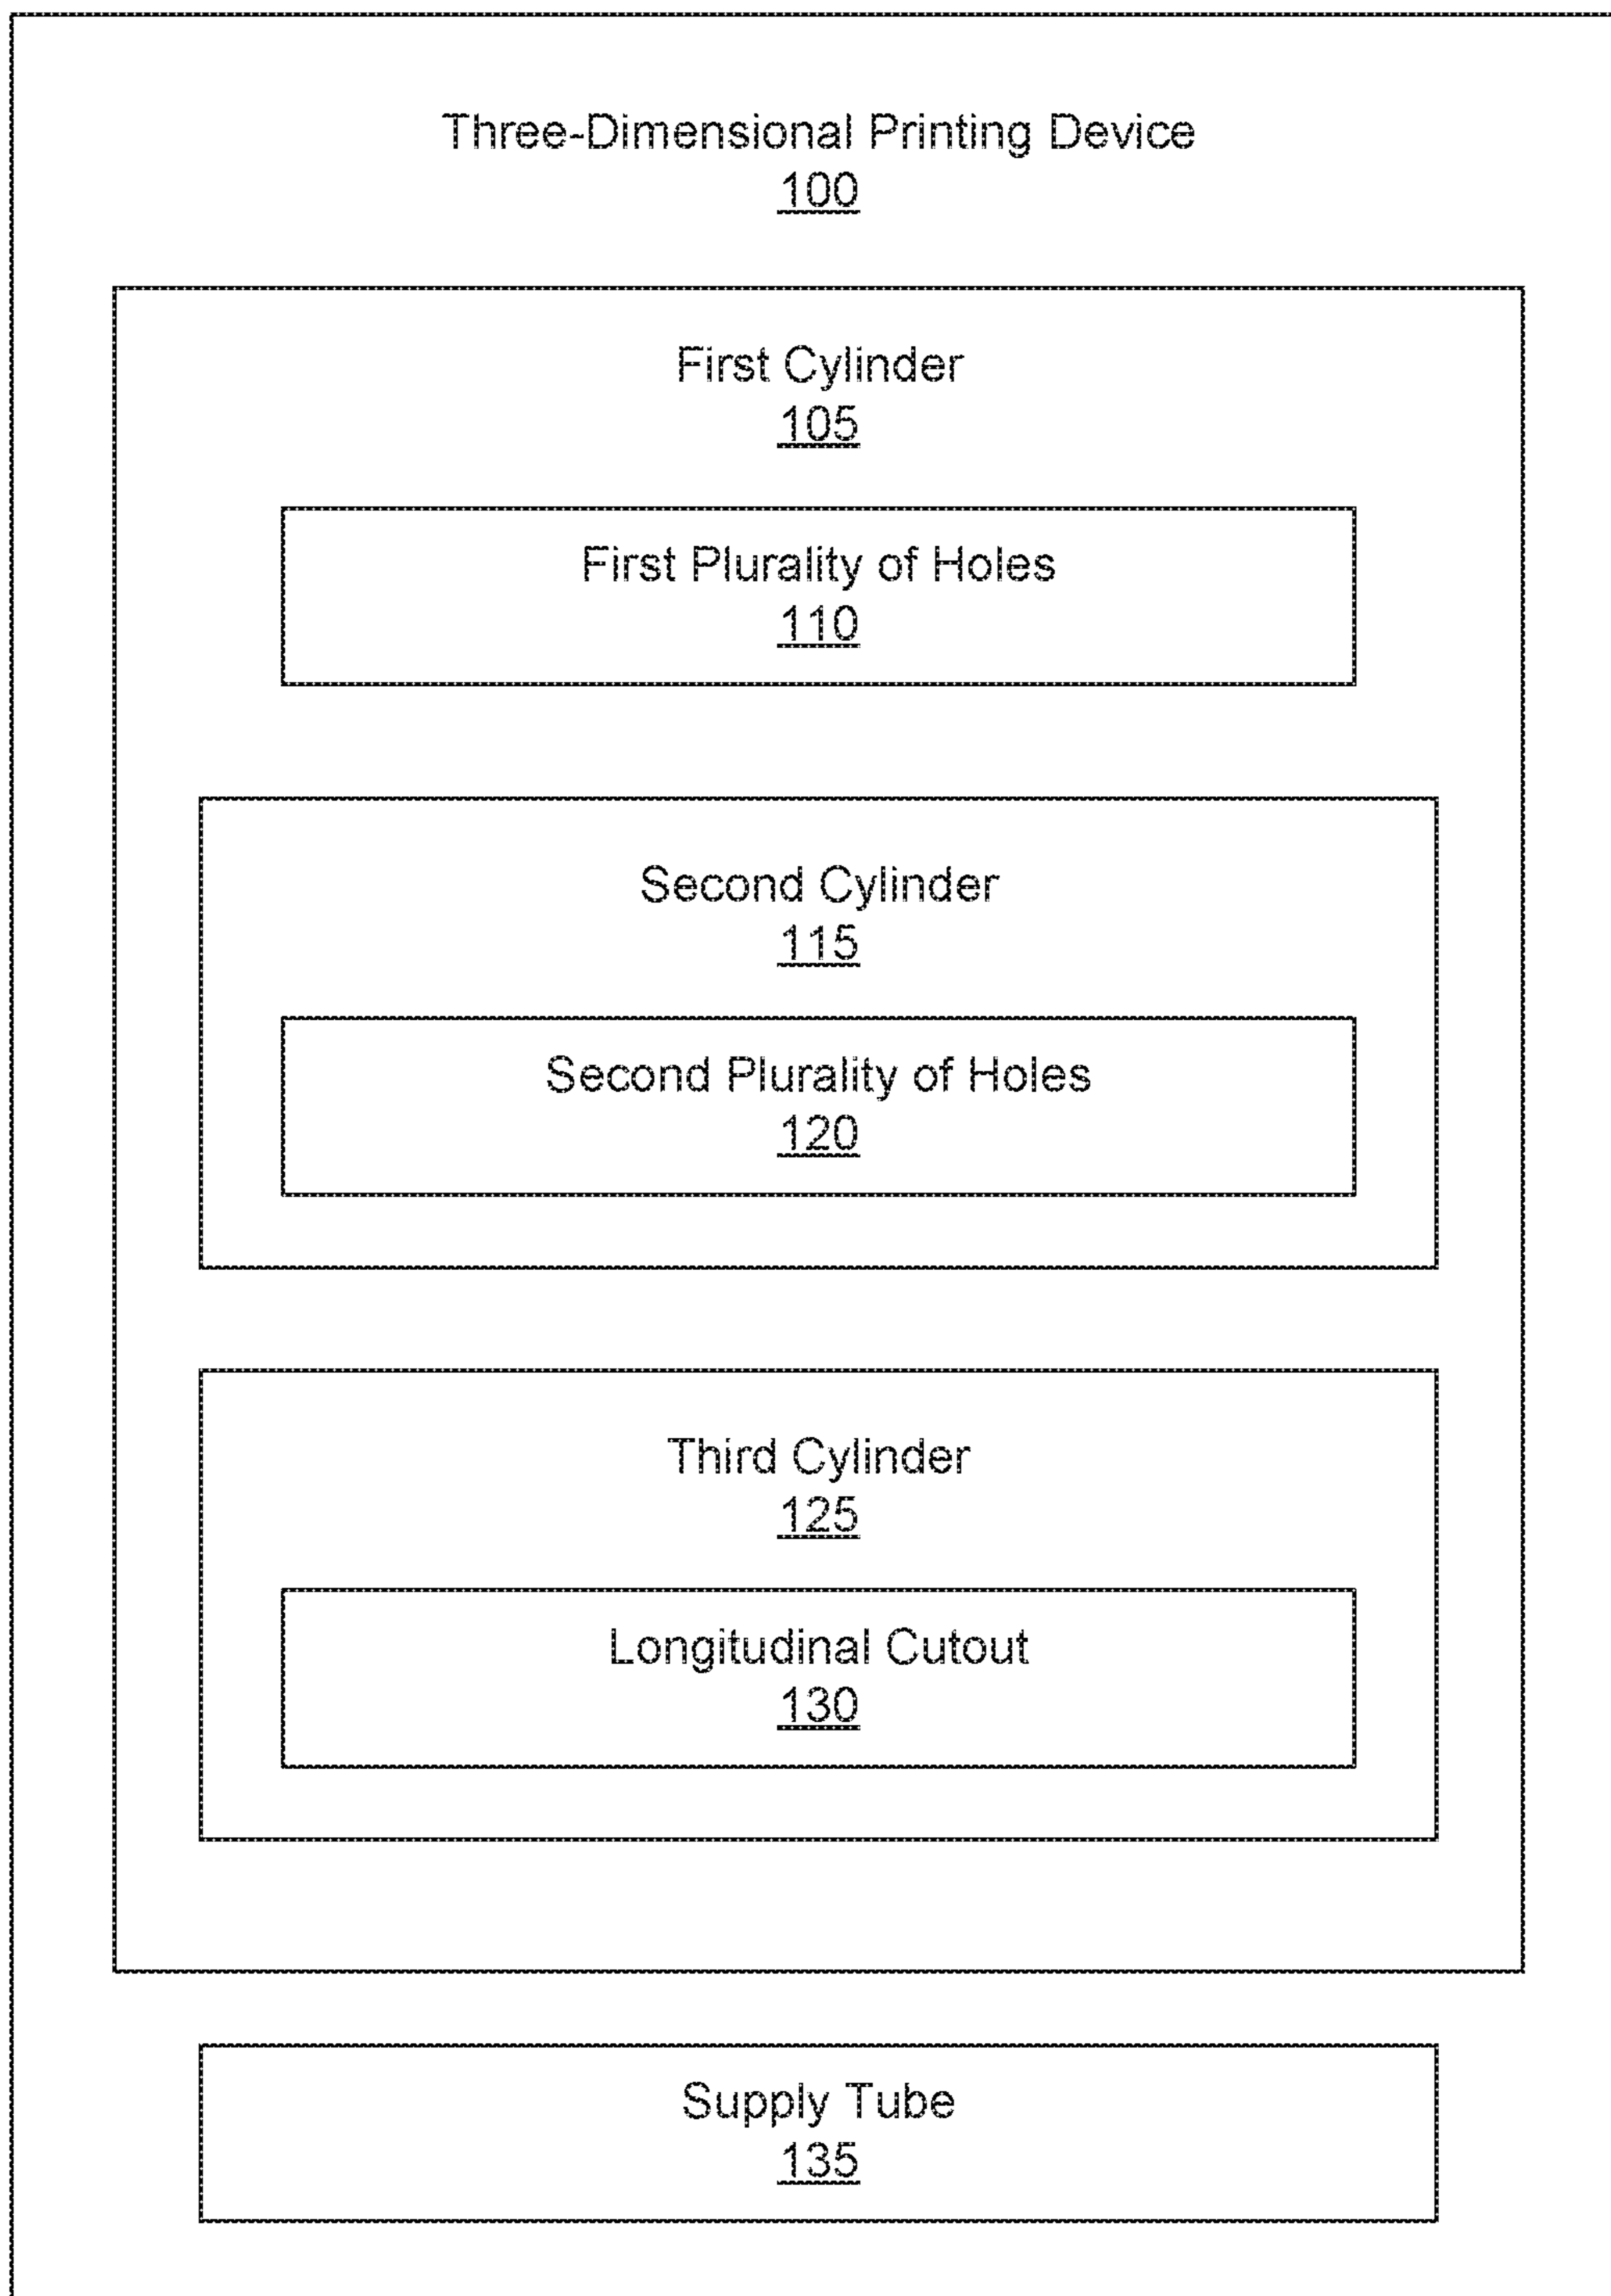 Three-Dimensional Printing Device
100
First Cylinder
105
First Plurality of Holes
110
Second Cylinder
115
Second Plurality of Holes
120
Third Cylinder
125
Longitudinal Cutout
130
Supply Tube
135